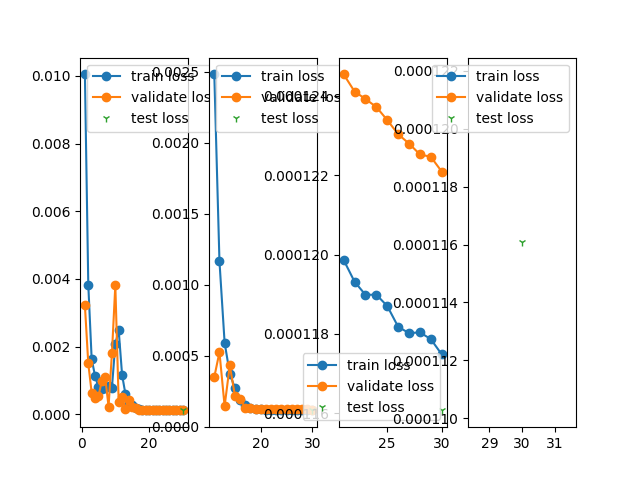 train loss
validate loss
test loss
train loss
validate loss
test loss
train loss
validate loss
test loss
train loss
validate loss
test loss
0.010
0.008
0.006
0.004
0.002
0.000
0 20
0.0025
0.0020
0.0015
0.0010
0.0005
0.0000
20 30
0.000124
0.000122
0.000120
0.000118
0.000116
25 30
0.000122
0.000120
0.000118
0.000116
0.000114
0.000112
0.000110
29 30 31